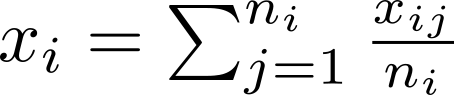 x_i = \sum_{j=1}^{n_i} \frac{x_{ij}}{n_i}